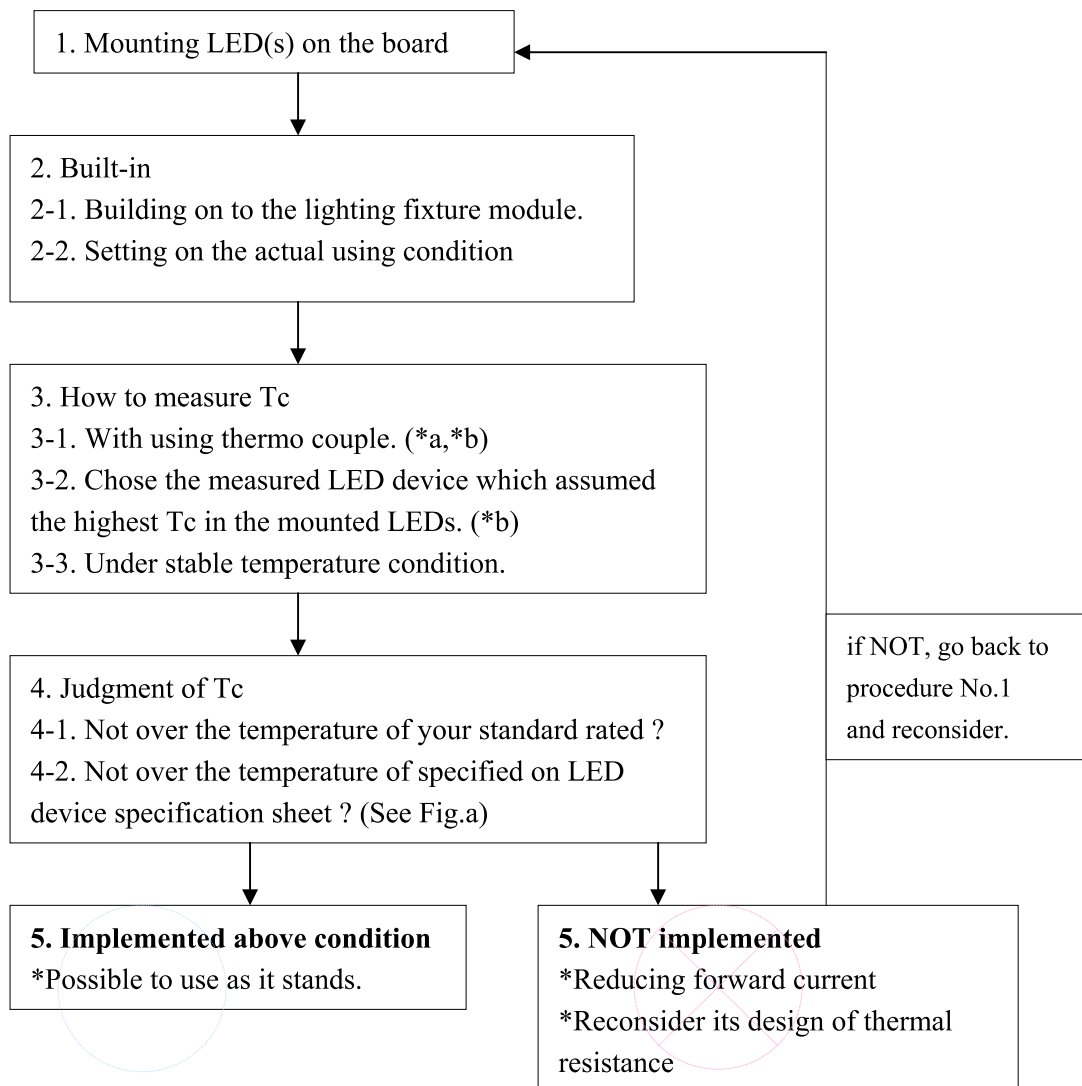 1. Mounting LED(s) on the board
2. Built-in
2-1. Building on to the lighting fixture module.
2-2. Setting on the actual using condition
3. How to measure Tc
3-1. With using thermo couple. (*a,*b)
3-2. Chose the measured LED device which assumed
the highest Tc in the mounted LEDs. (*b)
3-3. Under stable temperature condition.
4. Judgment of Tc
4-1. Not over the temperature of your standard rated ?
4-2. Not over the temperature of specified on LED
device specification sheet ? (See Fig.a)
if NOT, go back to
procedure No.1
and reconsider.
5. Implemented above condition
*Possible to use as it stands.
5. NOT implemented
*Reducing forward current
*Reconsider its design of thermal
resistance